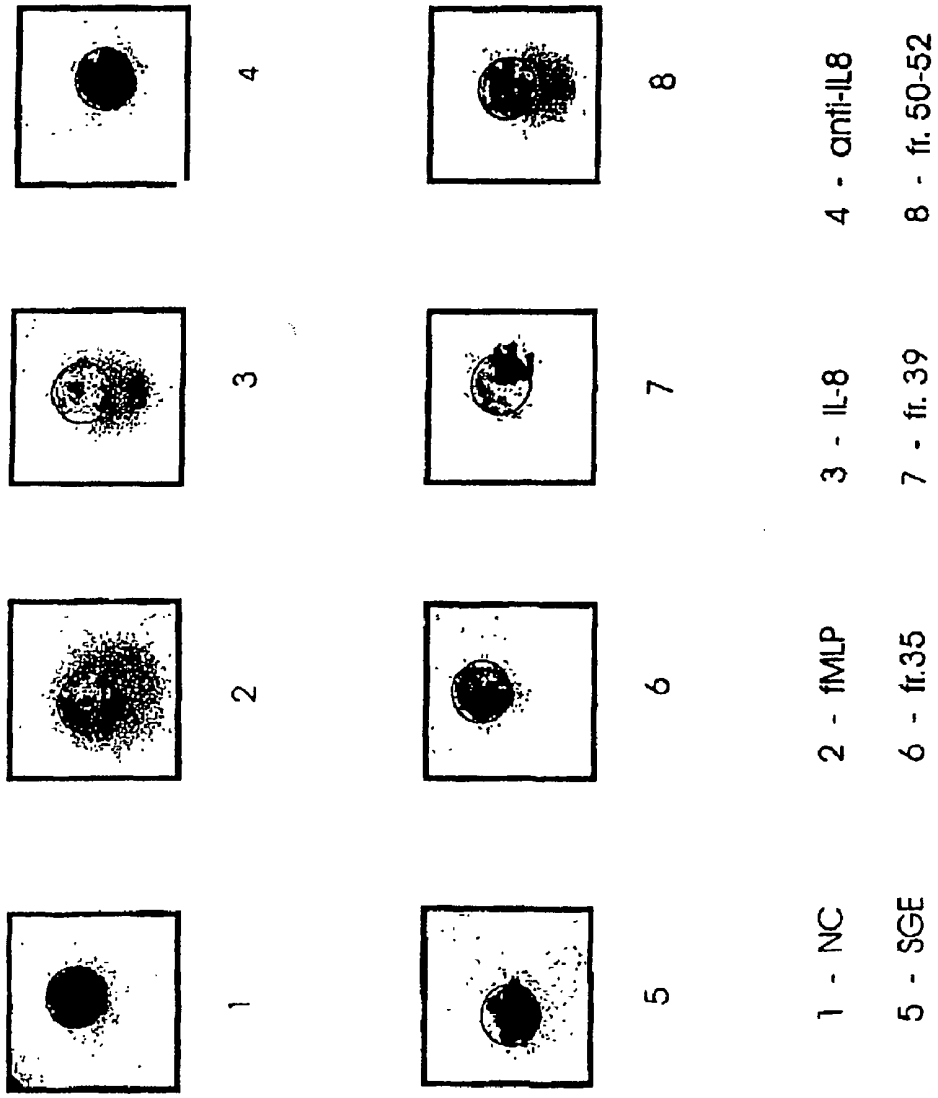 1 2 3 4
5 6 7 8
1 - NC 2 - fMLP 3 - IL-8 4 - anti-IL8
5 - SGE 6 - fr.35 7 - fr. 39 8 - fr. 50-52